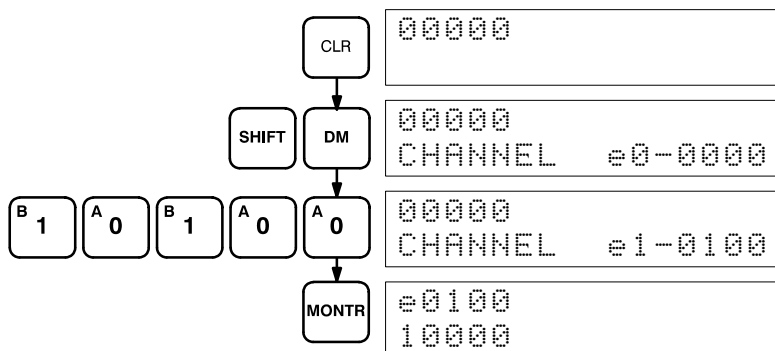 CLR
00000
SHIFT DM
00000
CHANNEL e0-0000
B 1 A 0 B 1 A 0 A 0
00000
CHANNEL e1-0100
MONTR
e0100
10000